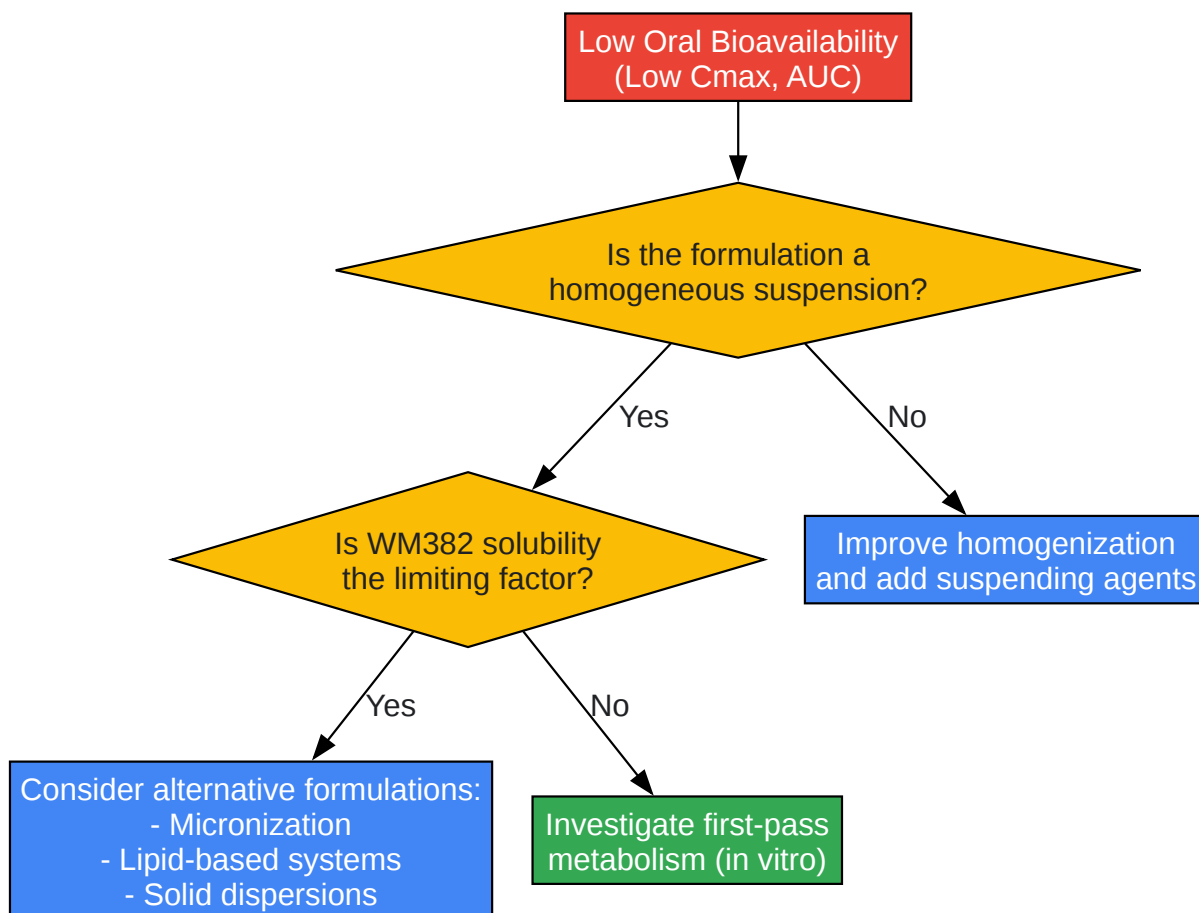 Low Oral Bioavailability
(Low Cmax, AUC)
Is the formulation a
homogeneous suspension?
Yes
No
Is WM382 solubility
the limiting factor?
Improve homogenization
and add suspending agents
Yes
No
Consider alternative formulations:
- Micronization
- Lipid-based systems
- Solid dispersions
Investigate first-pass
metabolism (in vitro)